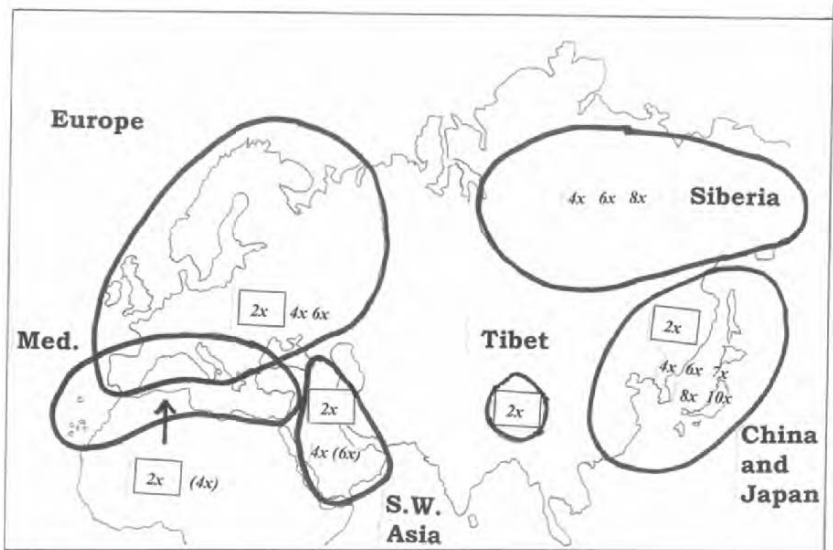 Europe
4x 6x 8x
Siberia
2x
4x 6x
2x
Med.
Tibet
4x 6x 7x
8x 10x
2x
2x
4x (6x)
2x
(4x)
S.W.
Asia
China
and
Japan